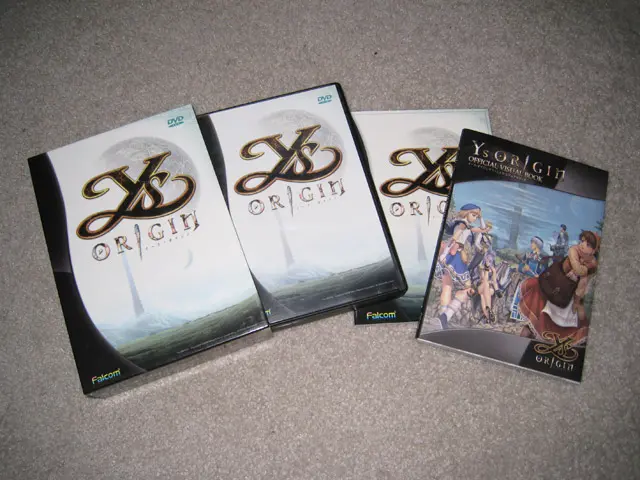 DVD
Ys
ORIGIN
Falcom
DVD
Ys
ORIGIN
Ys
ORIGIN
Falcom
Ys ORIGIN
OFFICIAL VISUAL BOOK
Ys
ORIGIN